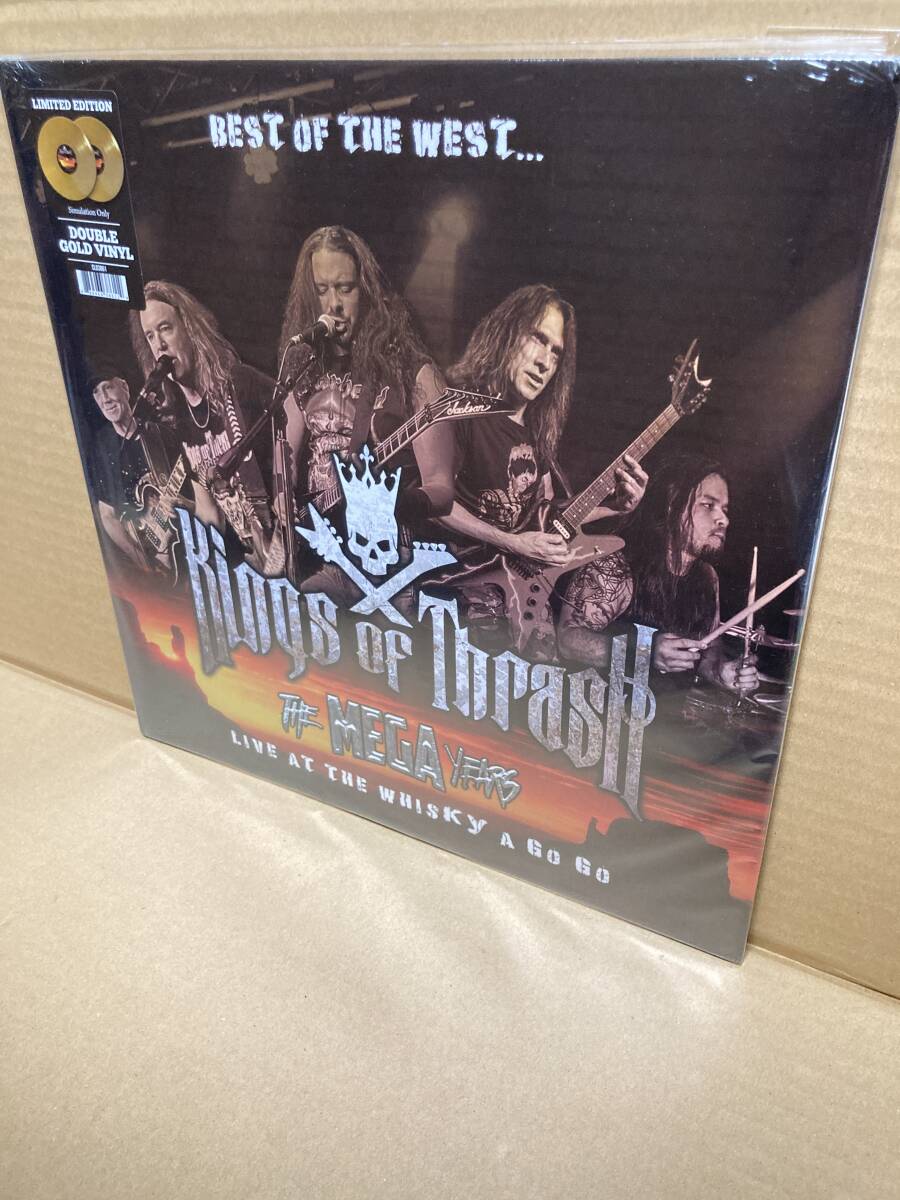 LIMITED EDITION
Simulation Only
DOUBLE
GOLD VINYL
BEST OF THE WEST...
Jackson
Kings of Thrash
THE MEGA YEARS
LIVE AT THE WHISKY A GO GO